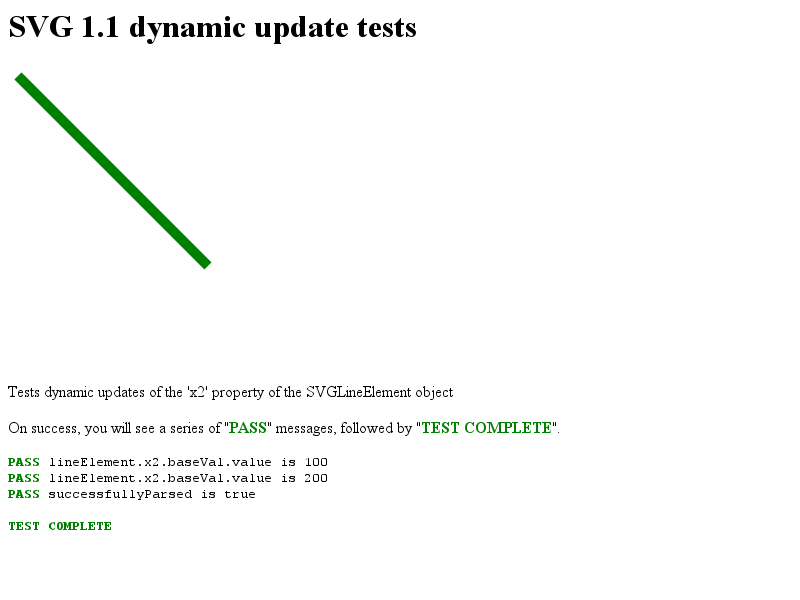 SVG 1.1 dynamic update tests
Tests dynamic updates of the 'x2' property of the SVGLineElement object
On success, you will see a series of "PASS" messages, followed by "TEST COMPLETE".
PASS lineElement.x2.baseVal.value is 100
PASS lineElement.x2.baseVal.value is 200
PASS successfullyParsed is true
TEST COMPLETE